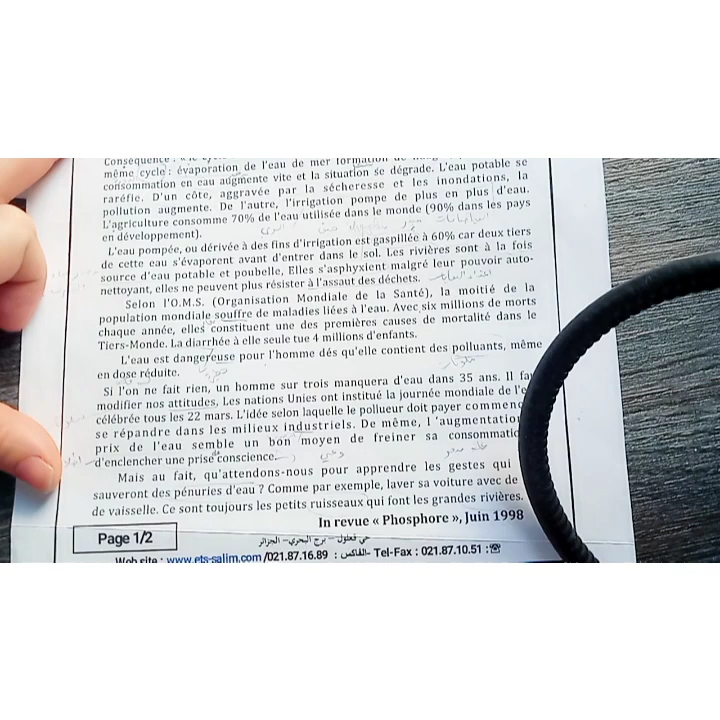 Conséquence : « le
même cycle : évaporation de l'eau de mer formation de
consommation en eau augmente vite et la situation se dégrade. L'eau potable se
raréfie. D'un côte, aggravée par la sécheresse et les inondations, la
pollution augmente. De l'autre, l'irrigation pompe de plus en plus d'eau.
L'agriculture consomme 70% de l'eau utilisée dans le monde (90% dans les pays
en développement).
L'eau pompée, ou dérivée à des fins d'irrigation est gaspillée à 60% car deux tiers
de cette eau s'évaporent avant d'entrer dans le sol. Les rivières sont à la fois
source d'eau potable et poubelle, Elles s'asphyxient malgré leur pouvoir auto-
nettoyant, elles ne peuvent plus résister à l'assaut des déchets.
Selon l'O.M.S. (Organisation Mondiale de la Santé), la moitié de la
population mondiale souffre de maladies liées à l'eau. Avec six millions de morts
chaque année, elles constituent une des premières causes de mortalité dans le
Tiers-Monde. La diarrhée à elle seule tue 4 millions d'enfants.
L'eau est dangereuse pour l'homme dés qu'elle contient des polluants, même
en dose réduite.
Si l'on ne fait rien, un homme sur trois manquera d'eau dans 35 ans. Il fa
modifier nos attitudes, Les nations Unies ont institué la journée mondiale de l'e
célébrée tous les 22 mars. L'idée selon laquelle le pollueur doit payer commenc
se répandre dans les milieux industriels. De même, l 'augmentation
prix de l'eau semble un bon moyen de freiner sa consommatio
d'enclencher une prise conscience.
Mais au fait, qu'attendons-nous pour apprendre les gestes qui
sauveront des pénuries d'eau ? Comme par exemple, laver sa voiture avec de
de vaisselle. Ce sont toujours les petits ruisseaux qui font les grandes rivières.
In revue « Phosphore », Juin 1998
Page 1/2
حي قعلول – برج البحري – الجزائر
Web site : www.ets-salim.com /021.87.16.89 : الفاكس- Tel-Fax : 021.87.10.51 :☏